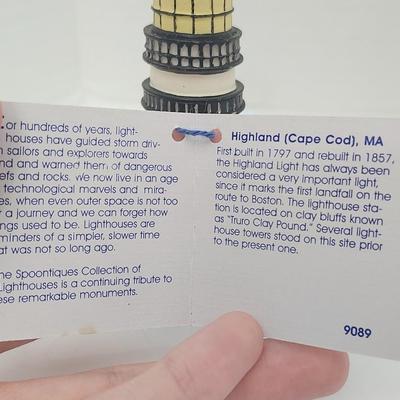 or hundreds of years, light-
houses have guided storm driv-
sailors and explorers towards
nd and warned them of dangerous
efs and rocks. We now live in an age
technological marvels and mira-
es, when even outer space is not too
r a journey and we can forget how
ngs used to be. Lighthouses are
minders of a simpler, slower time
at was not so long ago.
he Spoontiques Collection of
Lighthouses is a continuing tribute to
ese remarkable monuments.
Highland (Cape Cod), MA
First built in 1797 and rebuilt in 1857,
the Highland Light has always been
considered a very important light,
since it marks the first landfall on the
route to Boston. The lighthouse sta-
tion is located on clay bluffs known
as "Truro Clay Pound." Several light-
house towers stood on this site prior
to the present one.
9089